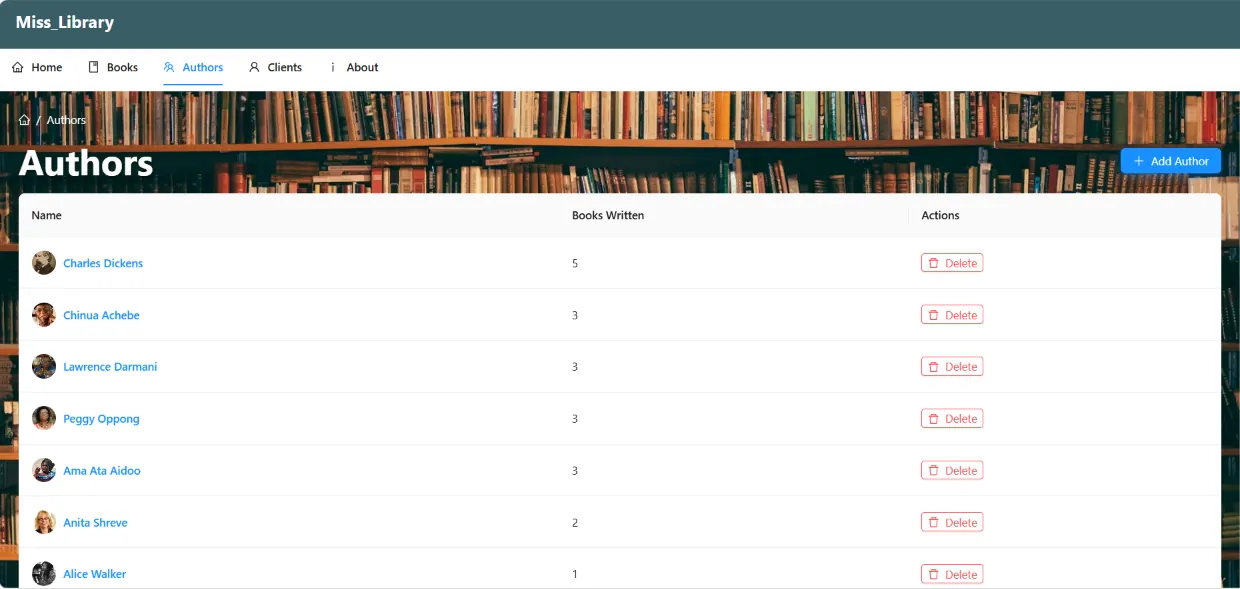 Miss_Library
Home Books Authors Clients About
/ Authors
Authors
+ Add Author
Name Books Written Actions
Charles Dickens 5 Delete
Chinua Achebe 3 Delete
Lawrence Darmani 3 Delete
Peggy Oppong 3 Delete
Ama Ata Aidoo 3 Delete
Anita Shreve 2 Delete
Alice Walker 1 Delete